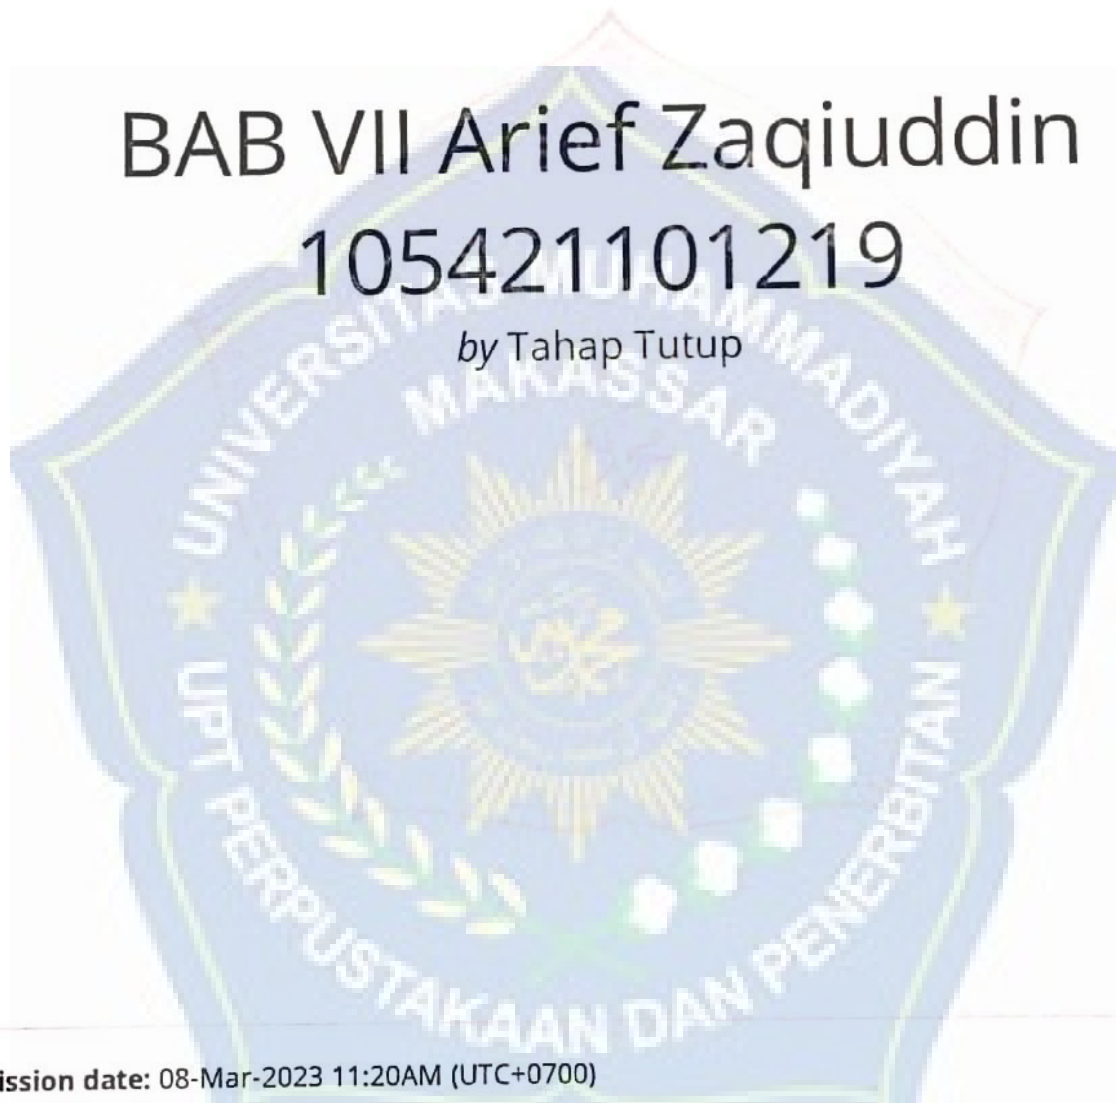 BAB VII Arief Zaqiuddin
105421101219
by Tahap Tutup
UNIVERSITAS MUHAMMADIYAH
MAKASSAR
UPT PERPUSTAKAAN DAN PENERBITAN
ission date: 08-Mar-2023 11:20AM (UTC+0700)